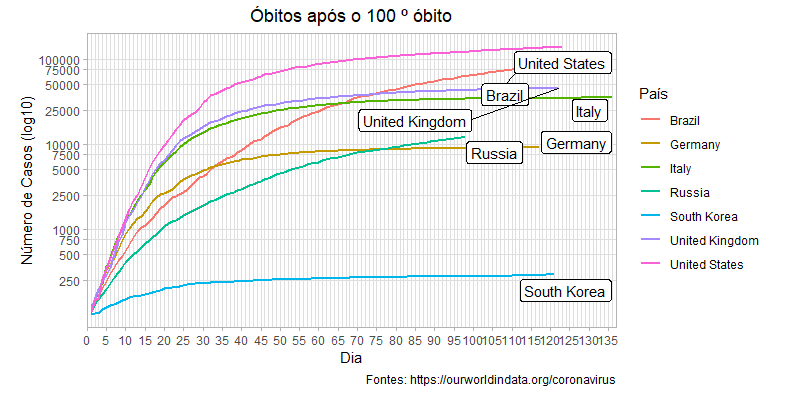 Óbitos após o 100 º óbito
Número de Casos (log10)
100000
75000
50000
25000
10000
7500
5000
2500
1000
750
500
250
United States
Brazil
Italy
United Kingdom
Germany
Russia
South Korea
0 5 10 15 20 25 30 35 40 45 50 55 60 65 70 75 80 85 90 95 100 105 110 115 120 125 130 135
Dia
País
Brazil
Germany
Italy
Russia
South Korea
United Kingdom
United States
Fontes: https://ourworldindata.org/coronavirus